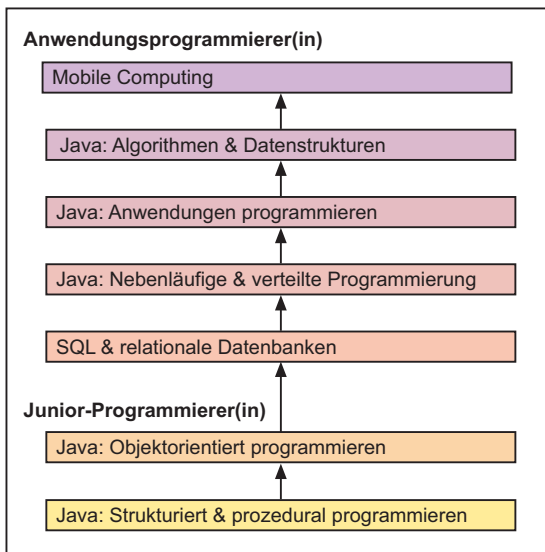 Anwendungsprogrammierer(in)
Mobile Computing
Java: Algorithmen & Datenstrukturen
Java: Anwendungen programmieren
Java: Nebenläufige & verteilte Programmierung
SQL & relationale Datenbanken
Junior-Programmierer(in)
Java: Objektorientiert programmieren
Java: Strukturiert & prozedural programmieren